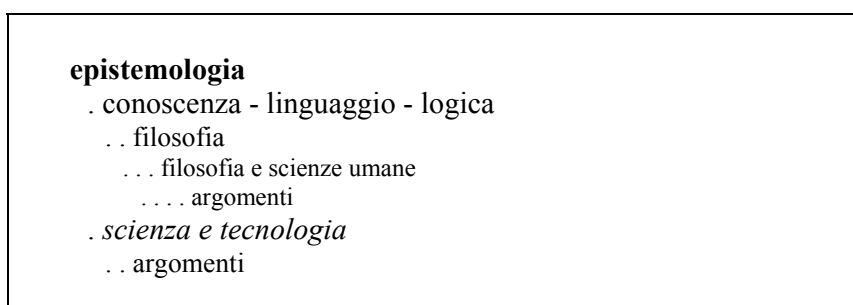 epistemologia
. conoscenza - linguaggio - logica
. . filosofia
. . . filosofia e scienze umane
. . . . argomenti
. scienza e tecnologia
. . argomenti